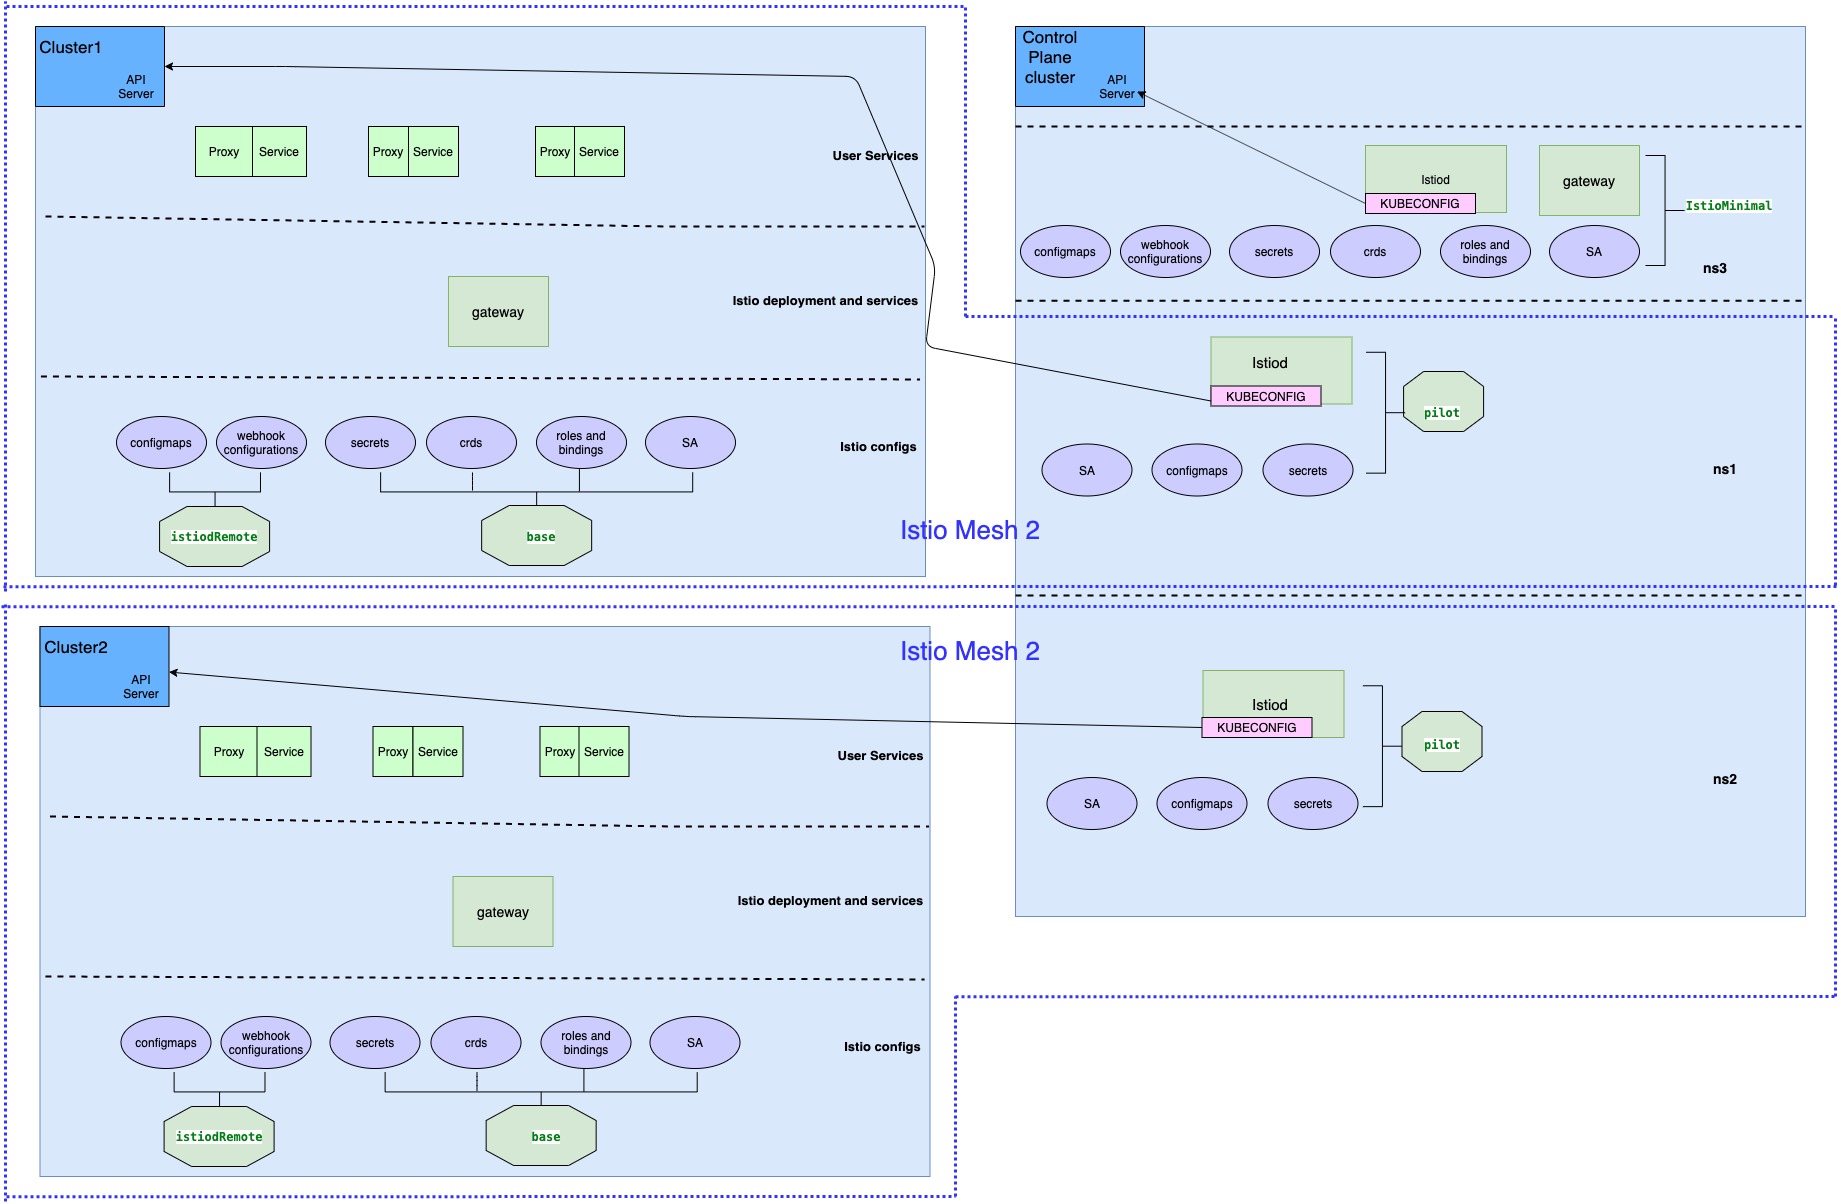 Cluster1
API
Server
Proxy
Service
Proxy
Service
Proxy
Service
User Services
gateway
Istio deployment and services
configmaps
webhook
configurations
secrets
crds
roles and
bindings
SA
Istio configs
istiodRemote
base
Istio Mesh 2
Control
Plane
cluster
API
Server
Istiod
KUBECONFIG
gateway
IstioMinimal
configmaps
webhook
configurations
secrets
crds
roles and
bindings
SA
ns3
Istiod
KUBECONFIG
pilot
SA
configmaps
secrets
ns1
Istio Mesh 2
Cluster2
API
Server
Proxy
Service
Proxy
Service
Proxy
Service
User Services
gateway
Istio deployment and services
configmaps
webhook
configurations
secrets
crds
roles and
bindings
SA
Istio configs
istiodRemote
base
Istiod
KUBECONFIG
pilot
SA
configmaps
secrets
ns2